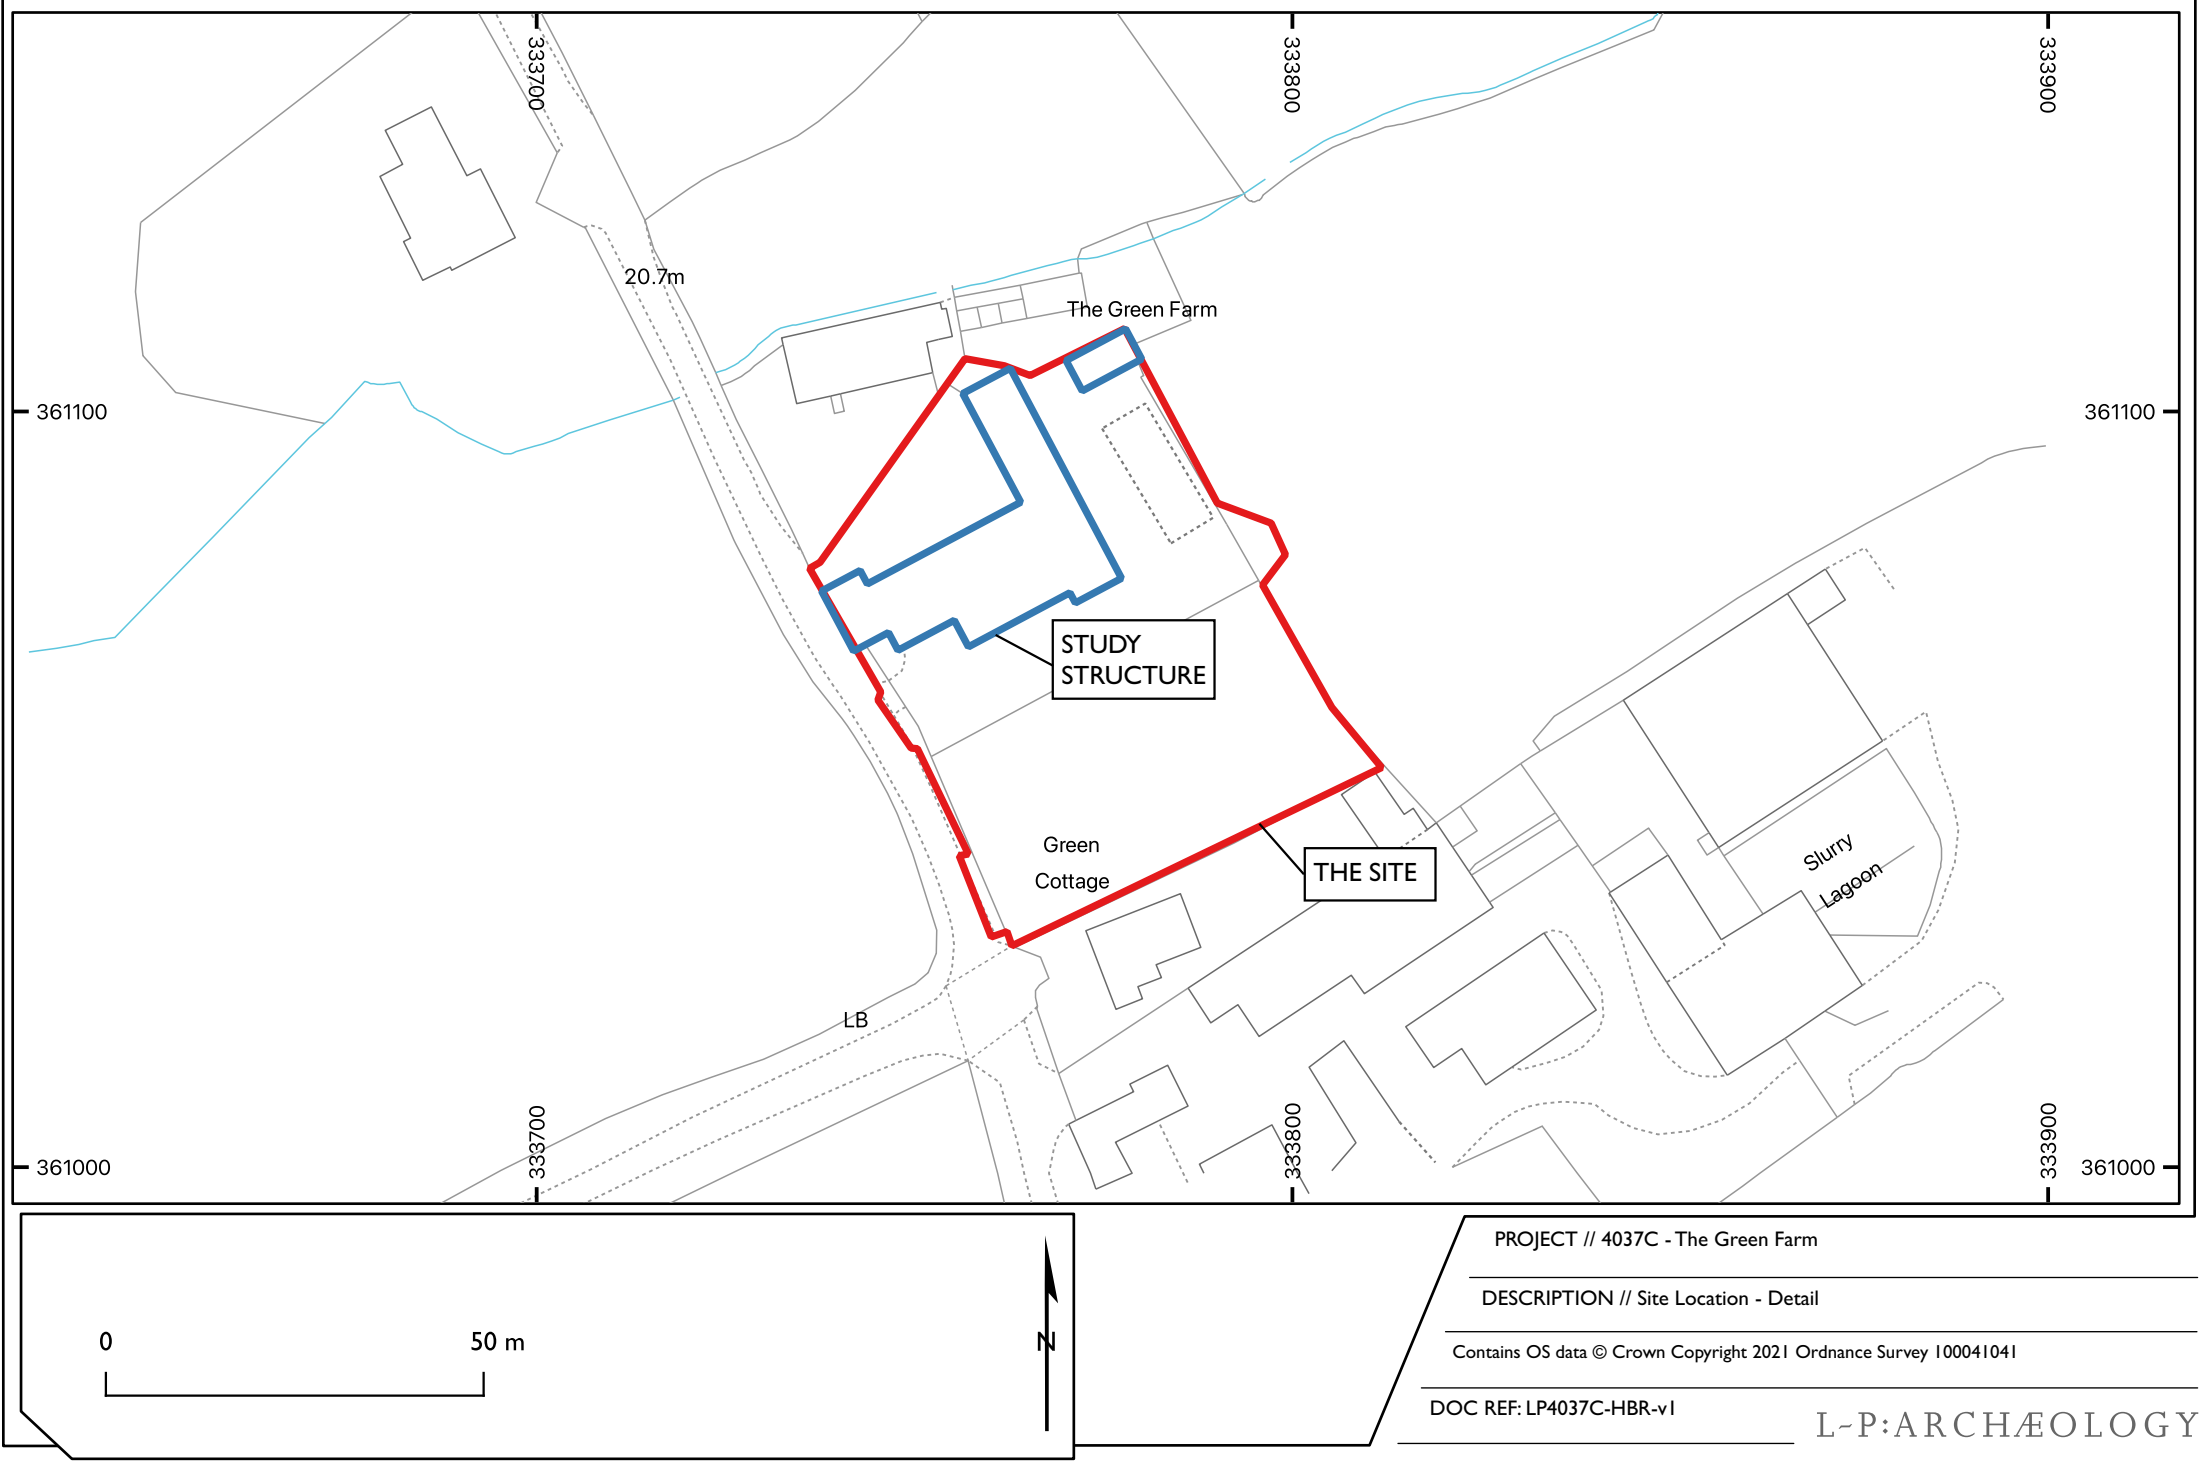 333700
333800
333900
20.7m
The Green Farm
361100
361100
STUDY
STRUCTURE
Green
Cottage
THE SITE
Slurry
Lagoon
LB
333700
333800
333900
361000
361000
0
50 m
N
PROJECT // 4037C - The Green Farm
DESCRIPTION // Site Location - Detail
Contains OS data © Crown Copyright 2021 Ordnance Survey 100041041
DOC REF: LP4037C-HBR-v1
L~P:ARCHÆOLOGY